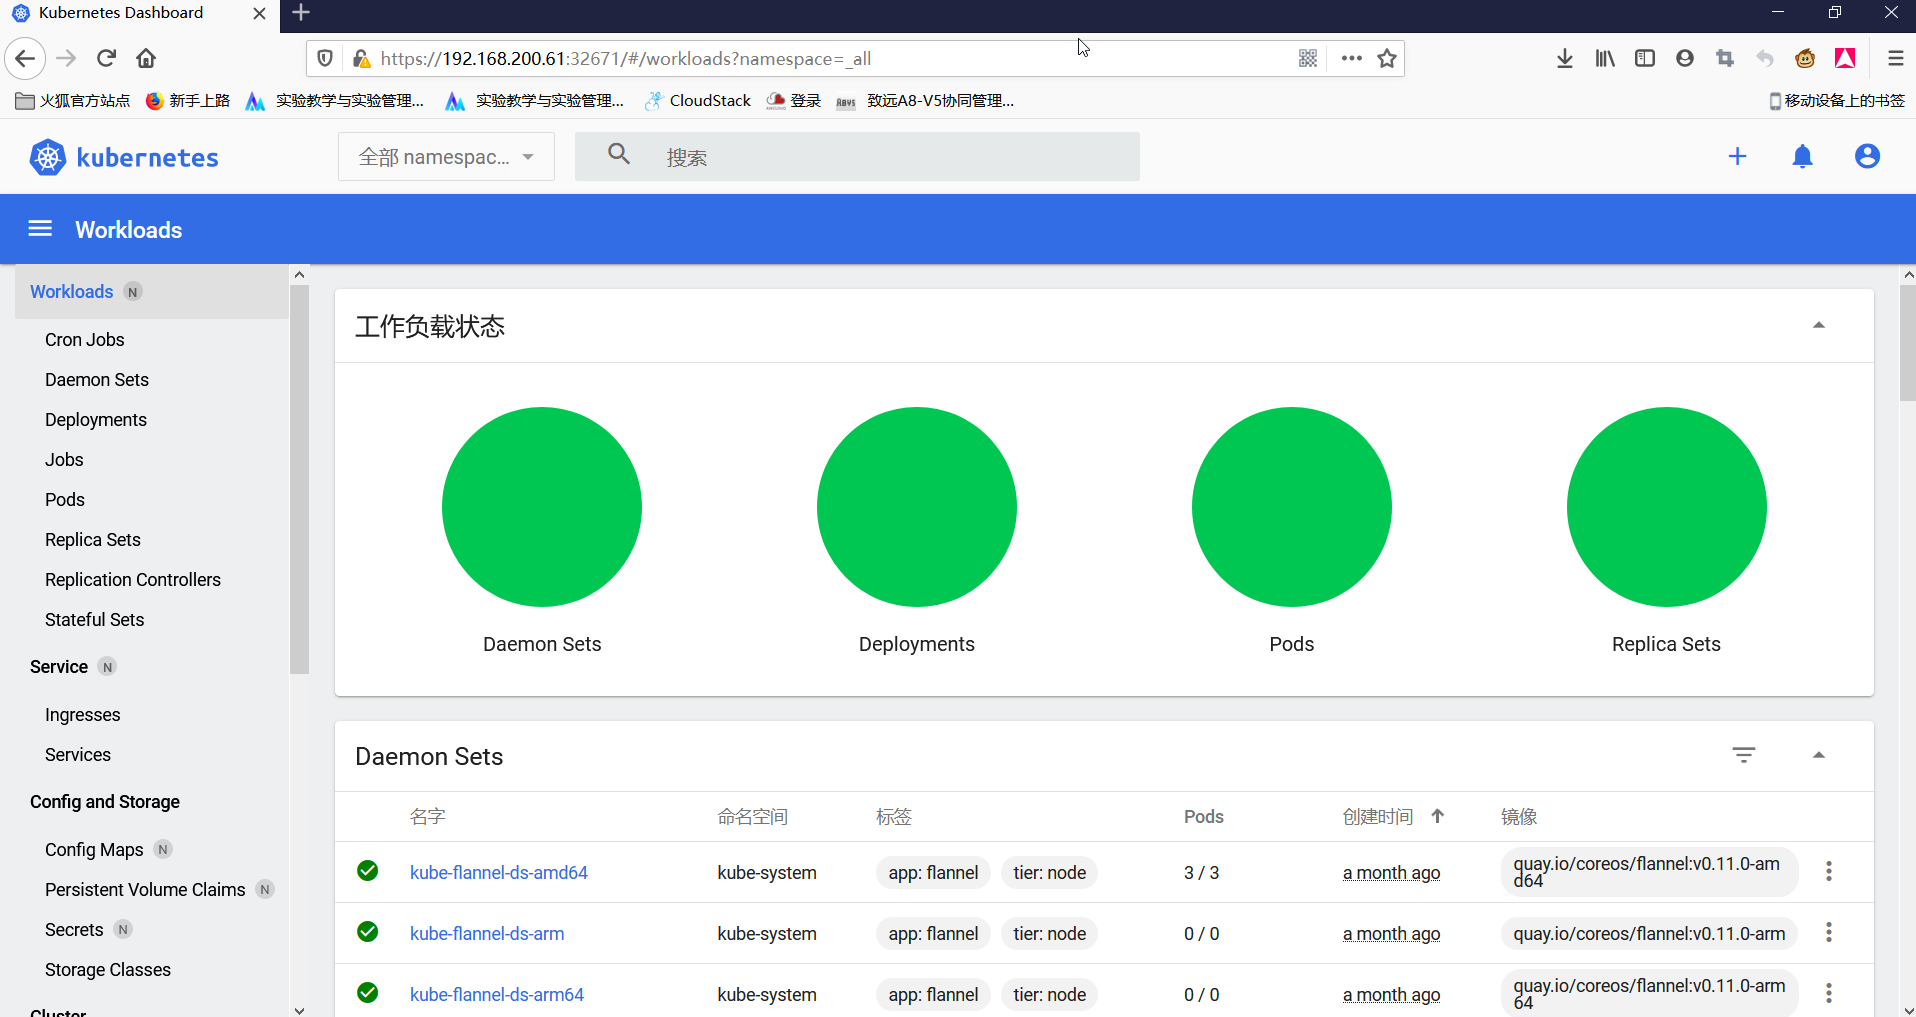 Kubernetes Dashboard
https://192.168.200.61:32671/#/workloads?namespace=_all
火狐官方站点 新手上路 实验教学与实验管理... 实验教学与实验管理... CloudStack 登录 致远A8-V5协同管理... 移动设备上的书签
kubernetes 全部 namespac... 搜索
Workloads
Workloads N
Cron Jobs
Daemon Sets
Deployments
Jobs
Pods
Replica Sets
Replication Controllers
Stateful Sets
Service N
Ingresses
Services
Config and Storage
Config Maps N
Persistent Volume Claims N
Secrets N
Storage Classes
Cluster
工作负载状态
Daemon Sets Deployments Pods Replica Sets
Daemon Sets
名字 命名空间 标签 Pods 创建时间 镜像
kube-flannel-ds-amd64 kube-system app: flannel tier: node 3 / 3 a month ago quay.io/coreos/flannel:v0.11.0-am
d64
kube-flannel-ds-arm kube-system app: flannel tier: node 0 / 0 a month ago quay.io/coreos/flannel:v0.11.0-arm
kube-flannel-ds-arm64 kube-system app: flannel tier: node 0 / 0 a month ago quay.io/coreos/flannel:v0.11.0-arm
64